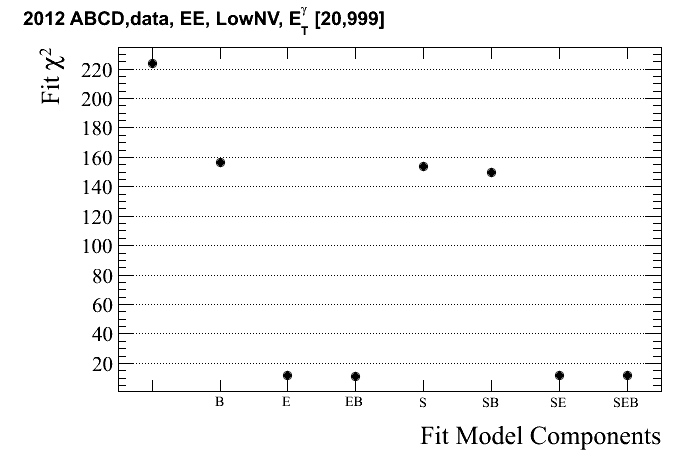 2012 ABCD,data, EE, LowNV, E_T^γ [20,999]
Fit χ²
220
200
180
160
140
120
100
80
60
40
20
B E EB S SB SE SEB
Fit Model Components